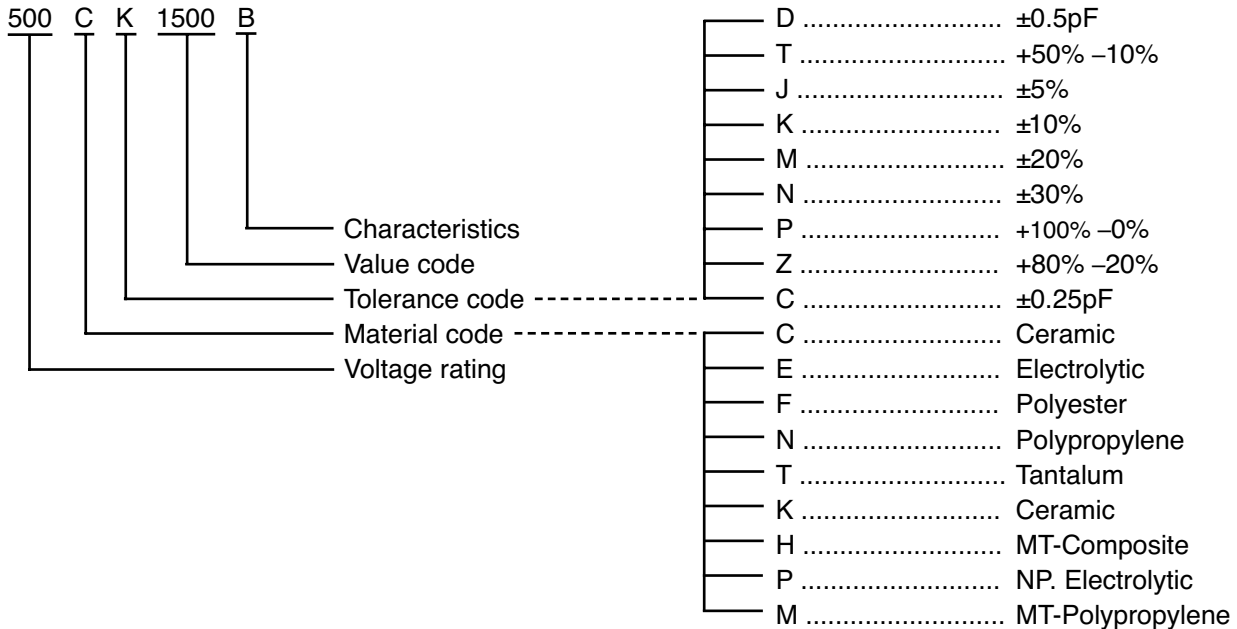 500 C K 1500 B
Characteristics
Value code
Tolerance code
Material code
Voltage rating
D ............................ ±0.5pF
T ............................. +50% –10%
J ............................. ±5%
K ............................ ±10%
M ............................ ±20%
N ............................ ±30%
P ............................ +100% –0%
Z ............................ +80% –20%
C ............................ ±0.25pF
C ............................ Ceramic
E ............................ Electrolytic
F ............................ Polyester
N ............................ Polypropylene
T ............................. Tantalum
K ............................ Ceramic
H ............................ MT-Composite
P ............................ NP. Electrolytic
M ............................ MT-Polypropylene